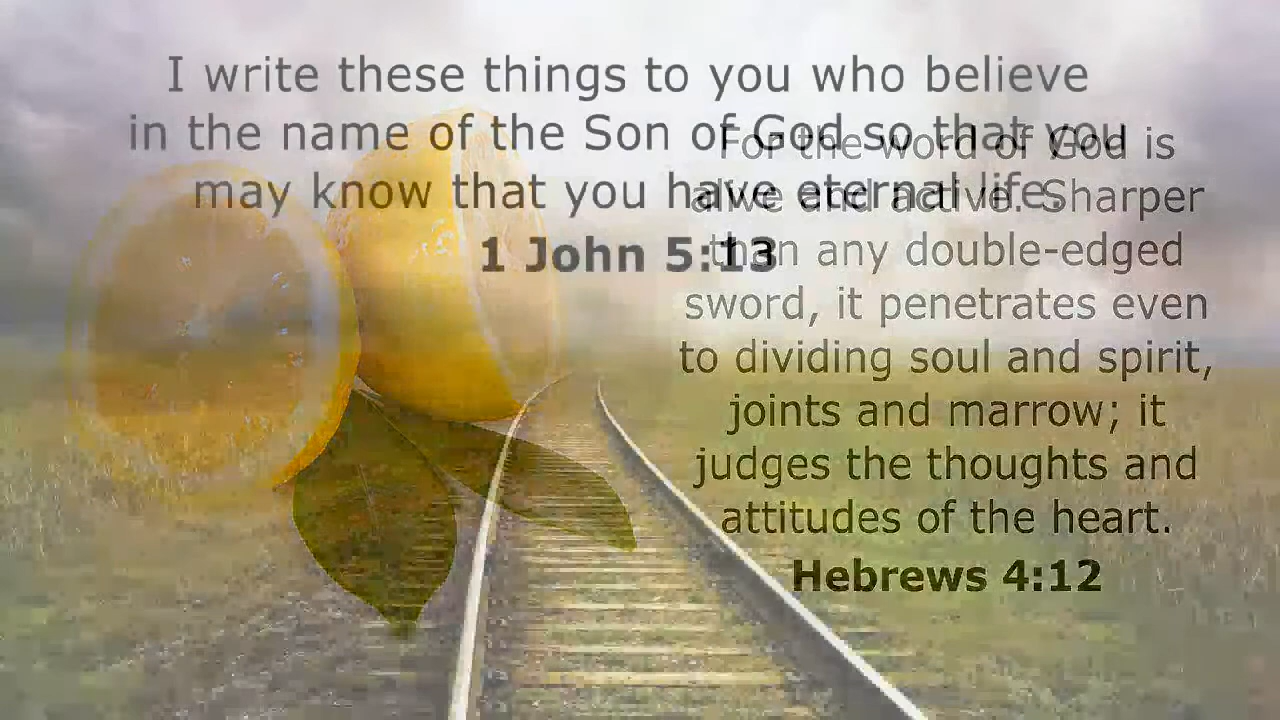 I write these things to you who believe
in the name of the Son of God so that you
may know that you have eternal life.
1 John 5:13
For the word of God is
alive and active. Sharper
than any double-edged
sword, it penetrates even
to dividing soul and spirit,
joints and marrow; it
judges the thoughts and
attitudes of the heart.
Hebrews 4:12